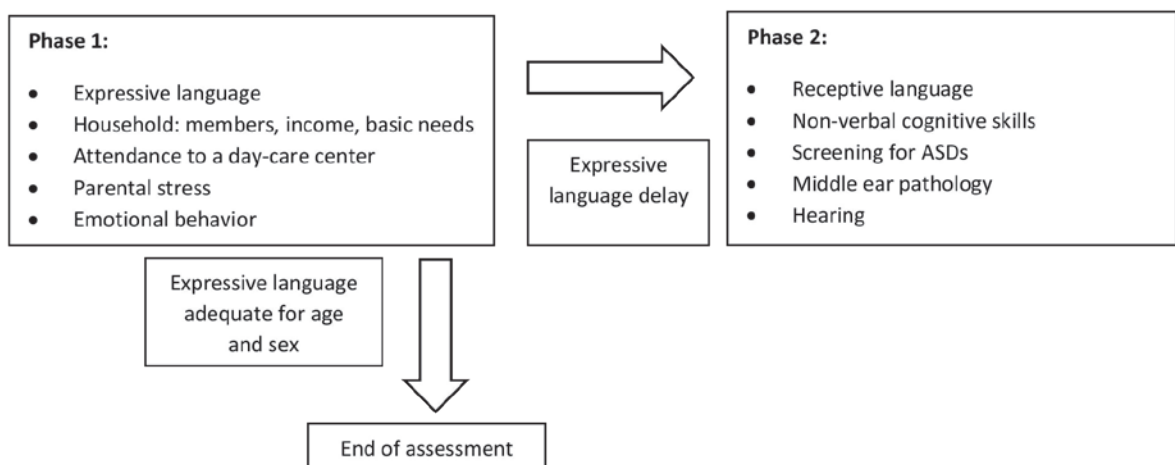 Phase 1:
• Expressive language
• Household: members, income, basic needs
• Attendance to a day-care center
• Parental stress
• Emotional behavior
Expressive
language delay
Phase 2:
• Receptive language
• Non-verbal cognitive skills
• Screening for ASDs
• Middle ear pathology
• Hearing
Expressive language
adequate for age
and sex
End of assessment